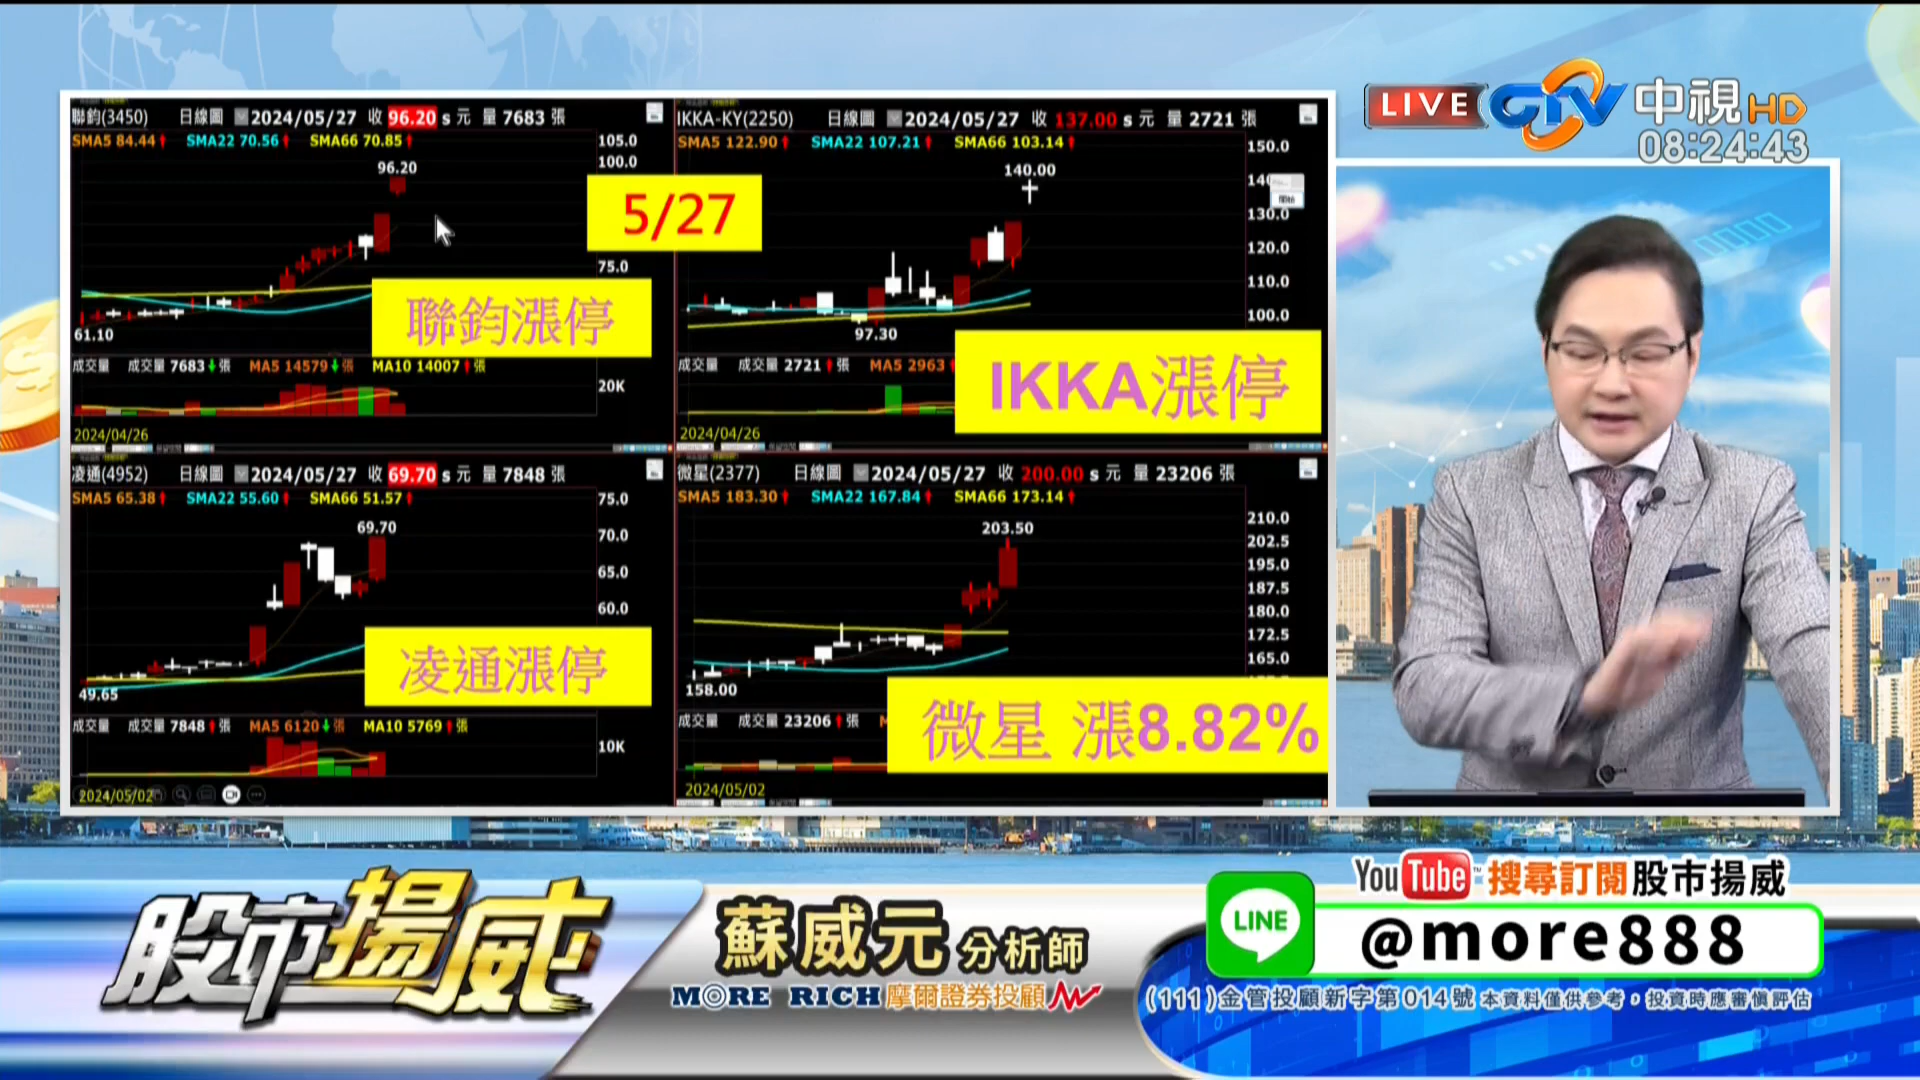 LIVE CTV 中視HD
08:24:43
聯鈞(3450) 日線圖 2024/05/27 收 96.20 s 元 量 7683 張
SMA5 84.44 SMA22 70.56 SMA66 70.85
105.0
100.0
96.20
75.0
61.10
聯鈞漲停
成交量 成交量 7683 張 MA5 14579 張 MA10 14007 張
20K
2024/04/26
5/27
IKKA-KY(2250) 日線圖 2024/05/27 收 137.00 s 元 量 2721 張
SMA5 122.90 SMA22 107.21 SMA66 103.14
150.0
140.00
130.0
120.0
110.0
100.0
97.30
IKKA漲停
成交量 成交量 2721 張 MA5 2963
2024/04/26
凌通(4952) 日線圖 2024/05/27 收 69.70 s 元 量 7848 張
SMA5 65.38 SMA22 55.60 SMA66 51.57
75.0
69.70
70.0
65.0
60.0
49.65
凌通漲停
成交量 成交量 7848 張 MA5 6120 張 MA10 5769 張
10K
2024/05/02
微星(2377) 日線圖 2024/05/27 收 200.00 s 元 量 23206 張
SMA5 183.30 SMA22 167.84 SMA66 173.14
210.0
203.50
202.5
195.0
187.5
180.0
172.5
165.0
158.00
微星 漲8.82%
成交量 成交量 23206 張
2024/05/02
股市揚威
蘇威元 分析師
MORE RICH 摩爾證券投顧
YouTube 搜尋訂閱 股市揚威
LINE @more888
(111)金管投顧新字第014號 本資料僅供參考，投資時應審慎評估